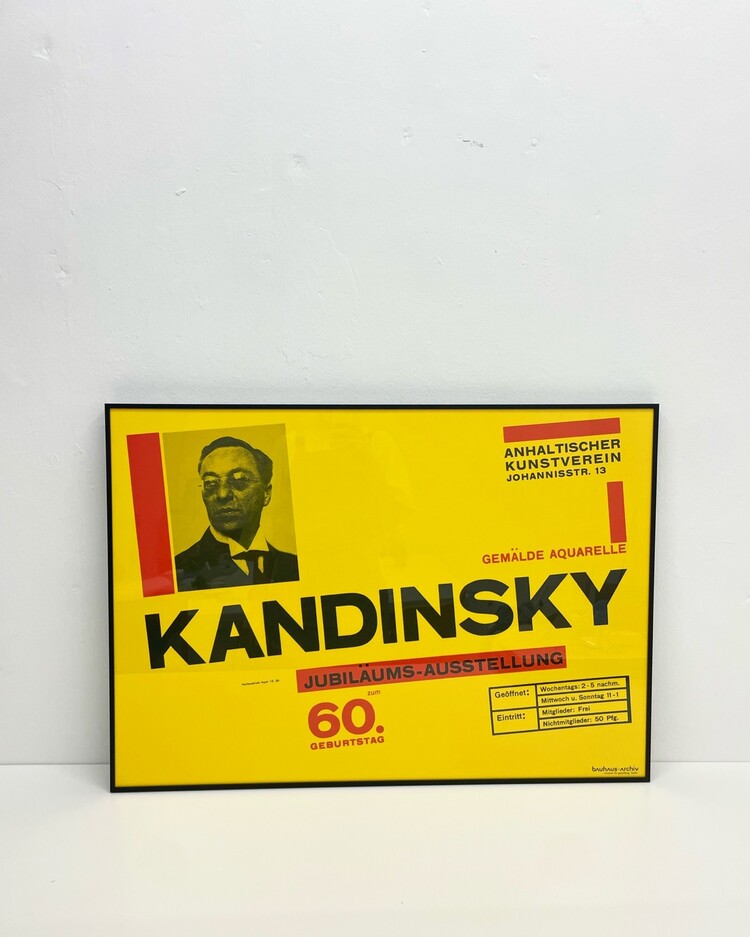 ANHALTISCHER
KUNSTVEREIN
JOHANNISSTR. 13
GEMÄLDE AQUARELLE
KANDINSKY
JUBILÄUMS-AUSSTELLUNG
zum
60.
GEBURTSTAG
Geöffnet: Wochentags: 2-5 nachm.
Mittwoch u. Sonntag 11-1
Eintritt: Mitglieder: Frei
Nichtmitglieder: 50 Pfg.
bauhaus-archiv